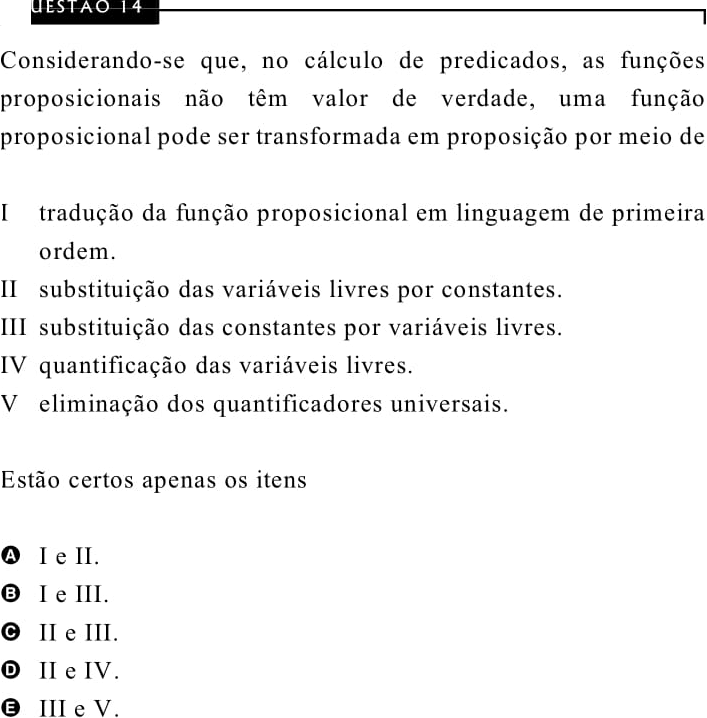 UESTÃO 14
Considerando-se que, no cálculo de predicados, as funções
proposicionais não têm valor de verdade, uma função
proposicional pode ser transformada em proposição por meio de
I tradução da função proposicional em linguagem de primeira
ordem.
II substituição das variáveis livres por constantes.
III substituição das constantes por variáveis livres.
IV quantificação das variáveis livres.
V eliminação dos quantificadores universais.
Estão certos apenas os itens
A I e II.
B I e III.
C II e III.
D II e IV.
E III e V.